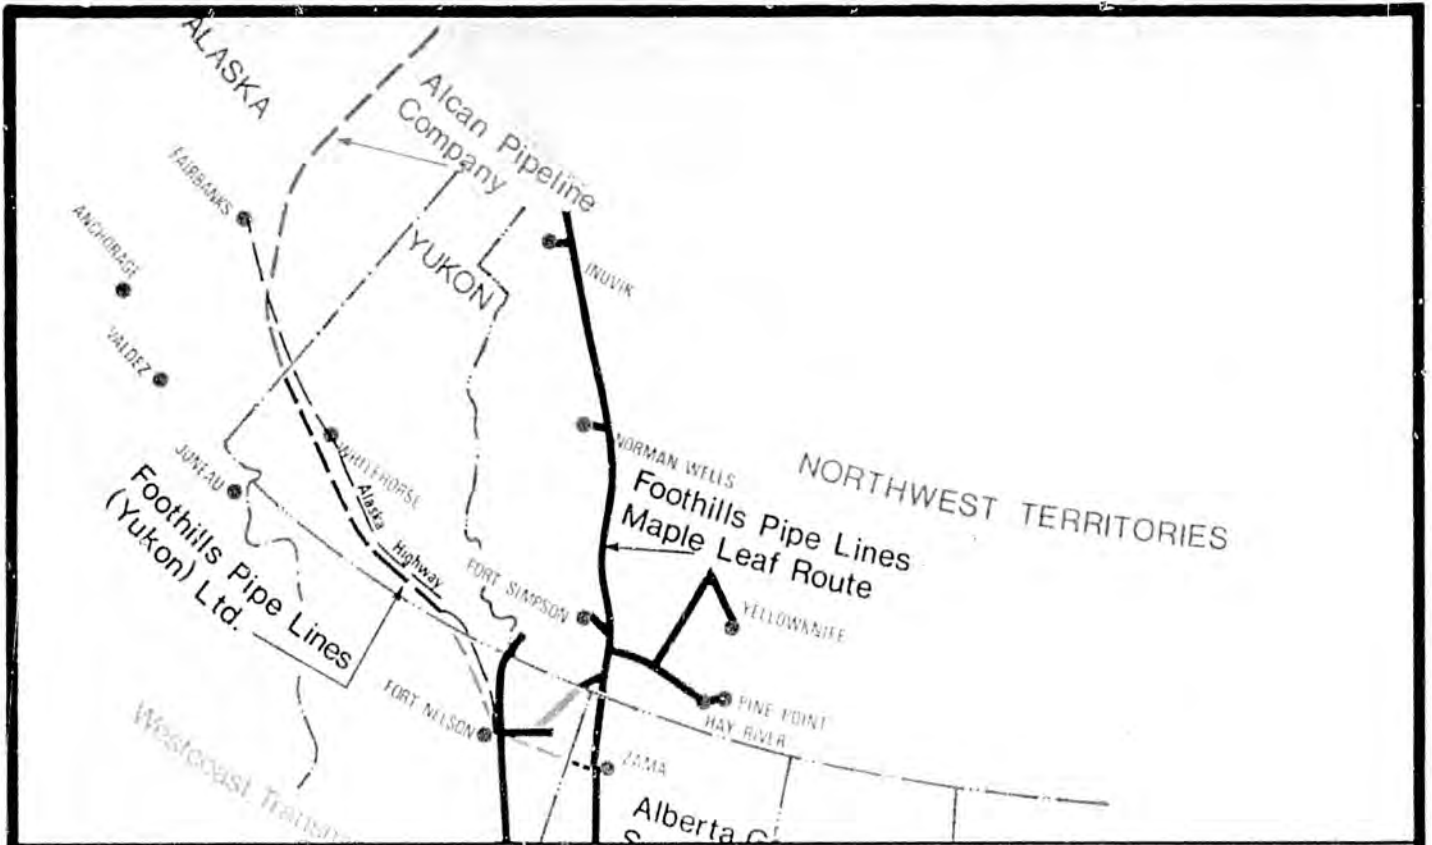 ALASKA
Alcan Pipeline
Company
FAIRBANKS
ANCHORAGE
YUKON
INUVIK
VALDEZ
NORMAN WELLS
WHITEHORSE
JUNEAU
NORTHWEST TERRITORIES
Foothills Pipe Lines
Maple Leaf Route
Foothills Pipe Lines
(Yukon) Ltd.
Alaska
Highway
FORT SIMPSON
YELLOWKNIFE
FORT NELSON
PINE POINT
HAY RIVER
Westcoast
ZAMA
Alberta